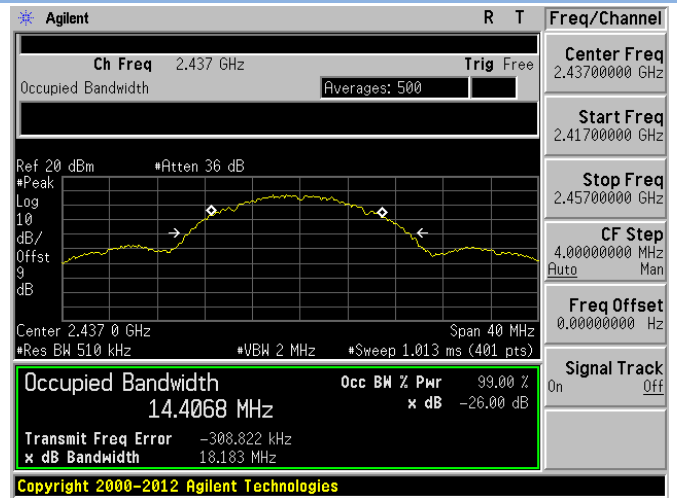 Agilent R T Freq/Channel
Ch Freq 2.437 GHz Trig Free
Occupied Bandwidth Averages: 500
Center Freq
2.43700000 GHz
Start Freq
2.41700000 GHz
Stop Freq
2.45700000 GHz
CF Step
4.00000000 MHz
Auto Man
Freq Offset
0.00000000 Hz
Signal Track
On Off
Ref 20 dBm #Atten 36 dB
#Peak
Log
10
dB/
Offst
9
dB
Center 2.437 0 GHz Span 40 MHz
#Res BW 510 kHz #VBW 2 MHz #Sweep 1.013 ms (401 pts)
Occupied Bandwidth Occ BW % Pwr 99.00 %
14.4068 MHz x dB -26.00 dB
Transmit Freq Error -308.822 kHz
x dB Bandwidth 18.183 MHz
Copyright 2000-2012 Agilent Technologies